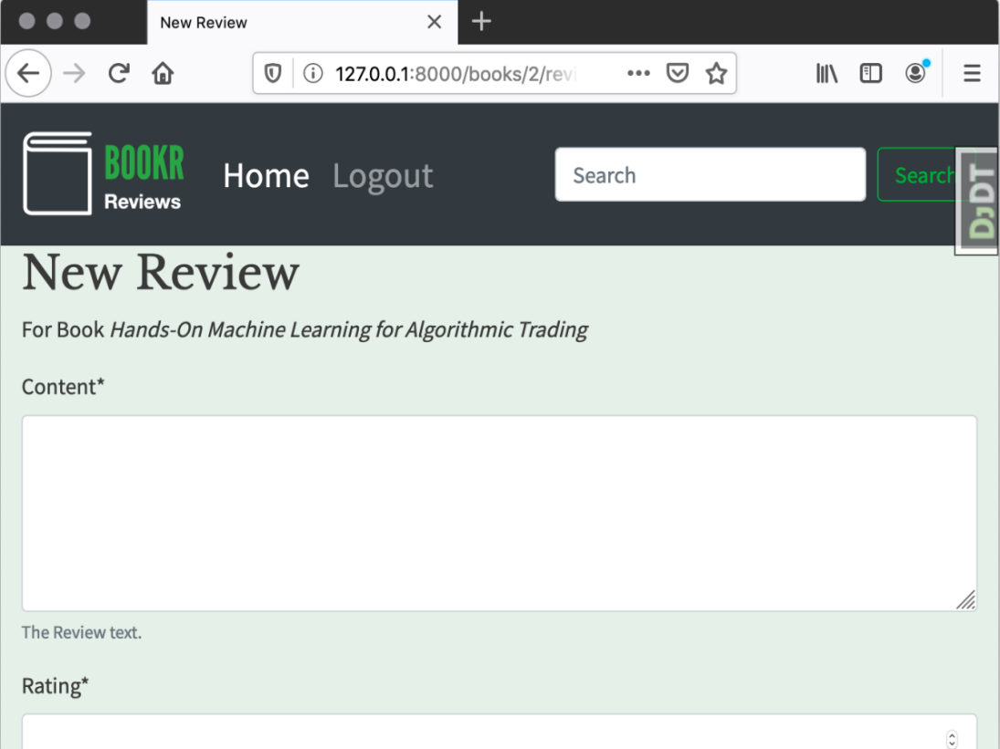 New Review
127.0.0.1:8000/books/2/revi
BOOKR
Reviews
Home
Logout
Search
Search
DjDT
New Review
For Book Hands-On Machine Learning for Algorithmic Trading
Content*
The Review text.
Rating*